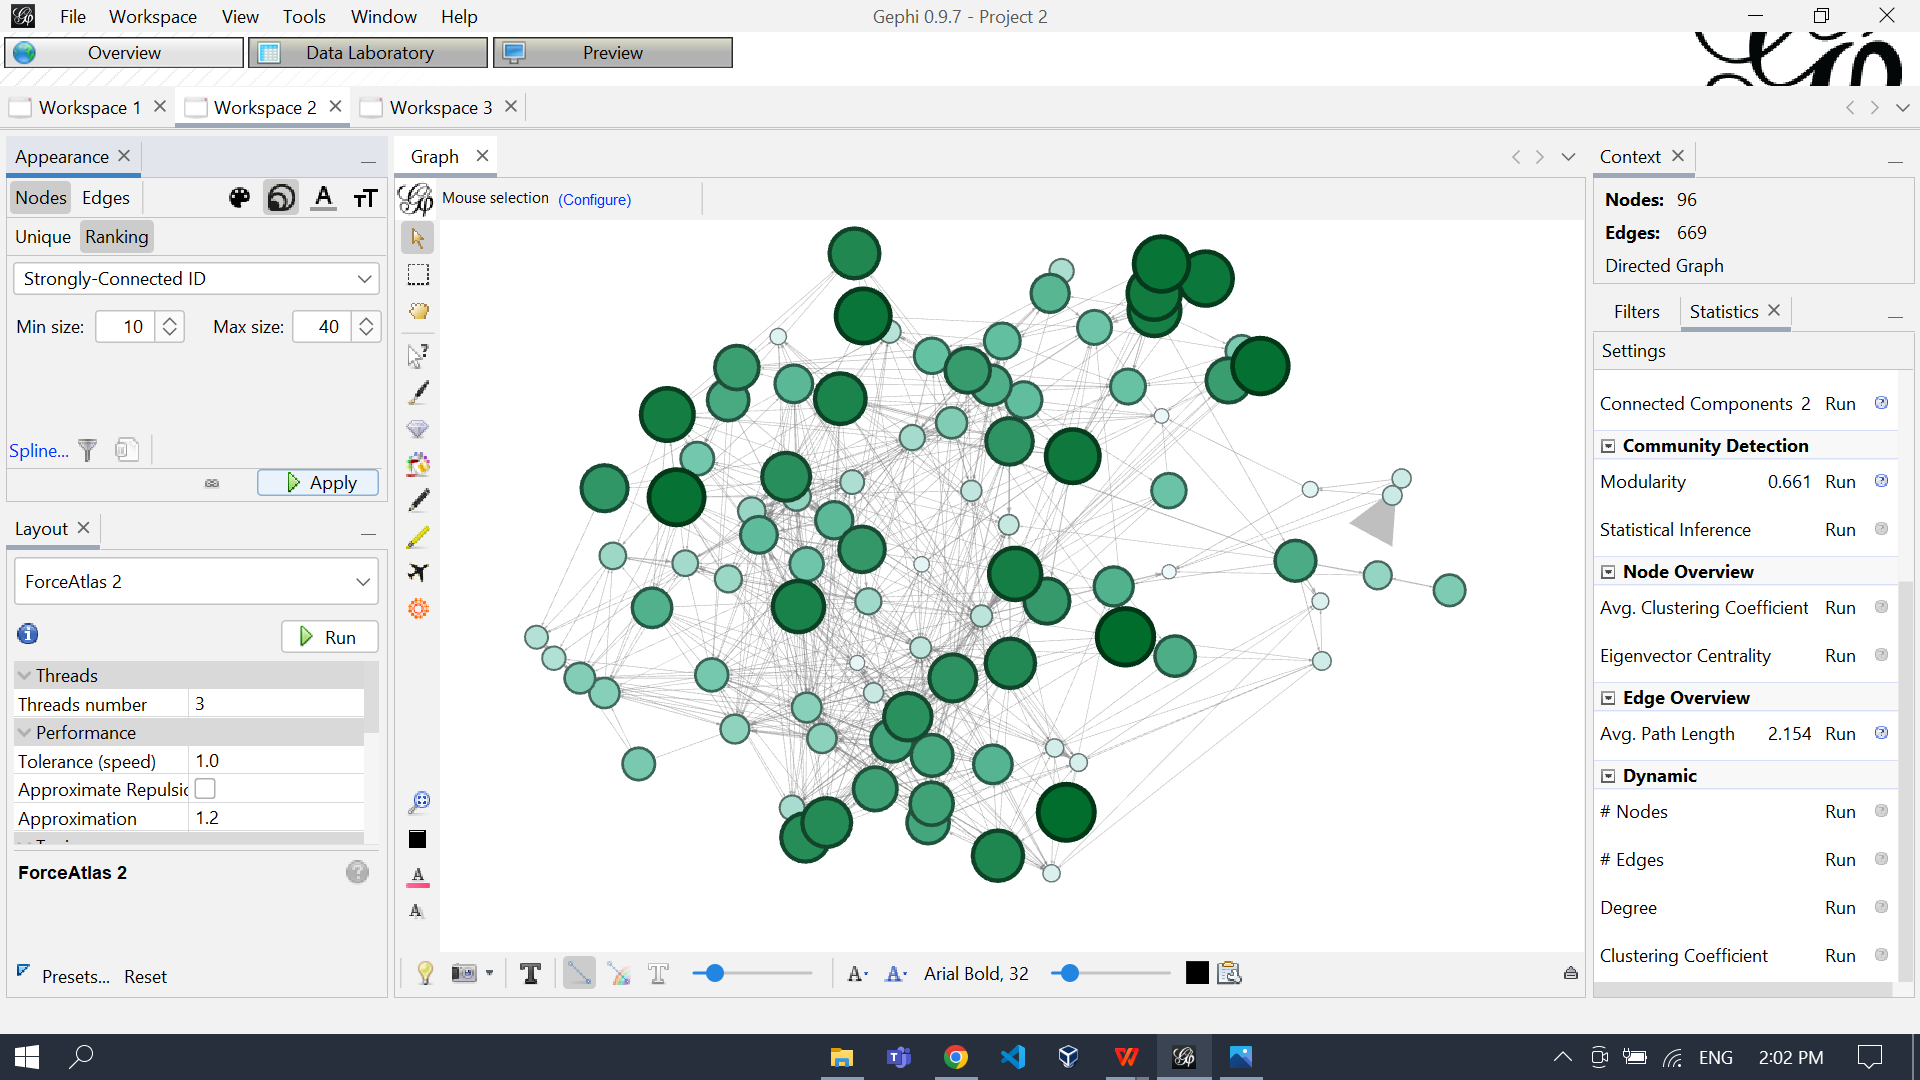 File Workspace View Tools Window Help
Gephi 0.9.7 - Project 2
Overview
Data Laboratory
Preview
Workspace 1
Workspace 2
Workspace 3
Appearance
Nodes Edges
Unique Ranking
Strongly-Connected ID
Min size: 10 Max size: 40
Spline...
Apply
Layout
ForceAtlas 2
Run
Threads
Threads number 3
Performance
Tolerance (speed) 1.0
Approximate Repulsic
Approximation 1.2
ForceAtlas 2
Presets... Reset
Graph
Mouse selection (Configure)
Arial Bold, 32
Context
Nodes: 96
Edges: 669
Directed Graph
Filters Statistics
Settings
Connected Components 2 Run
Community Detection
Modularity 0.661 Run
Statistical Inference Run
Node Overview
Avg. Clustering Coefficient Run
Eigenvector Centrality Run
Edge Overview
Avg. Path Length 2.154 Run
Dynamic
# Nodes Run
# Edges Run
Degree Run
Clustering Coefficient Run
ENG 2:02 PM